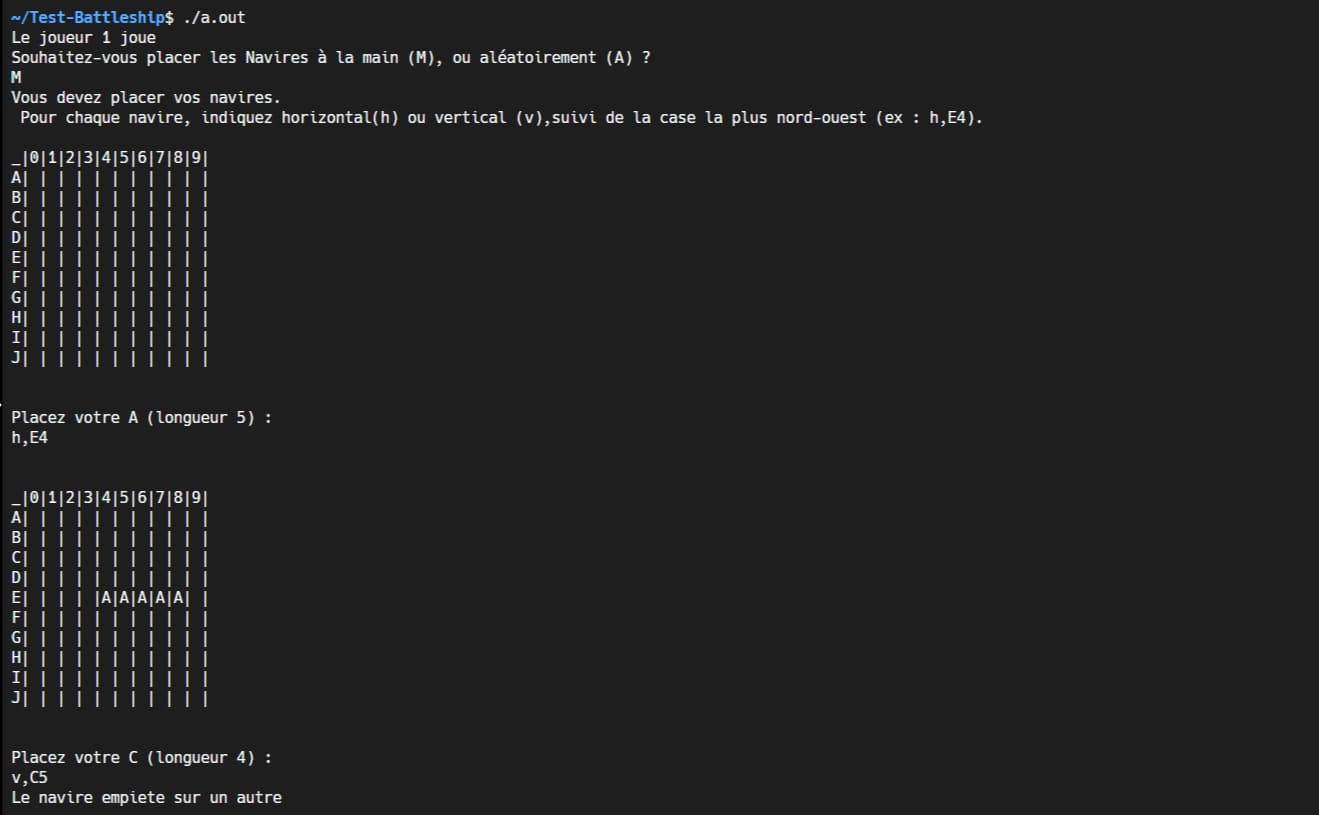 ~/Test-Battleship$ ./a.out
Le joueur 1 joue
Souhaitez-vous placer les Navires à la main (M), ou aléatoirement (A) ?
M
Vous devez placer vos navires.
 Pour chaque navire, indiquez horizontal(h) ou vertical (v),suivi de la case la plus nord-ouest (ex : h,E4).
_|0|1|2|3|4|5|6|7|8|9|
A| | | | | | | | | | |
B| | | | | | | | | | |
C| | | | | | | | | | |
D| | | | | | | | | | |
E| | | | | | | | | | |
F| | | | | | | | | | |
G| | | | | | | | | | |
H| | | | | | | | | | |
I| | | | | | | | | | |
J| | | | | | | | | | |
Placez votre A (longueur 5) :
h,E4
_|0|1|2|3|4|5|6|7|8|9|
A| | | | | | | | | | |
B| | | | | | | | | | |
C| | | | | | | | | | |
D| | | | | | | | | | |
E| | | | |A|A|A|A|A| |
F| | | | | | | | | | |
G| | | | | | | | | | |
H| | | | | | | | | | |
I| | | | | | | | | | |
J| | | | | | | | | | |
Placez votre C (longueur 4) :
v,C5
Le navire empiete sur un autre